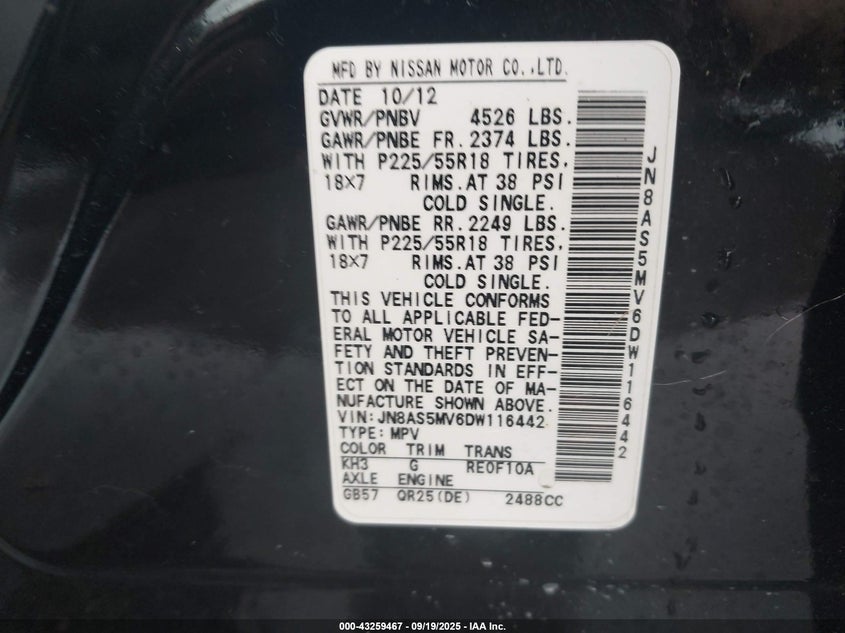 MFD BY NISSAN MOTOR CO.,LTD.
DATE 10/12
GVWR/PNBV 4526 LBS.
GAWR/PNBE FR. 2374 LBS.
WITH P225/55R18 TIRES,
18×7 RIMS.AT 38 PSI
COLD SINGLE.
GAWR/PNBE RR. 2249 LBS.
WITH P225/55R18 TIRES,
18×7 RIMS.AT 38 PSI
COLD SINGLE.
THIS VEHICLE CONFORMS
TO ALL APPLICABLE FED-
ERAL MOTOR VEHICLE SA-
FETY AND THEFT PREVEN-
TION STANDARDS IN EFF-
ECT ON THE DATE OF MA-
NUFACTURE SHOWN ABOVE.
VIN:JN8AS5MV6DW116442
TYPE: MPV
COLOR TRIM TRANS
KH3 G RE0F10A
AXLE ENGINE
GB57 QR25(DE) 2488CC
JN8AS5MV6DW116442
000-43259467 - 09/19/2025 - IAA Inc.